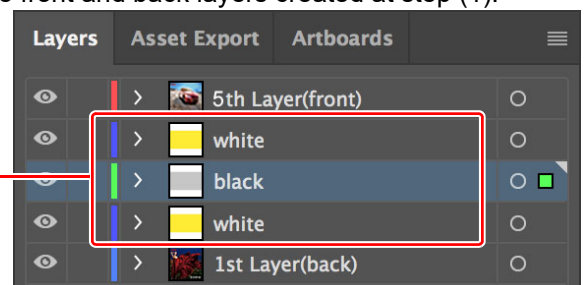 front and back layers created at step (1).
Layers Asset Export Artboards
5th Layer(front)
white
black
white
1st Layer(back)